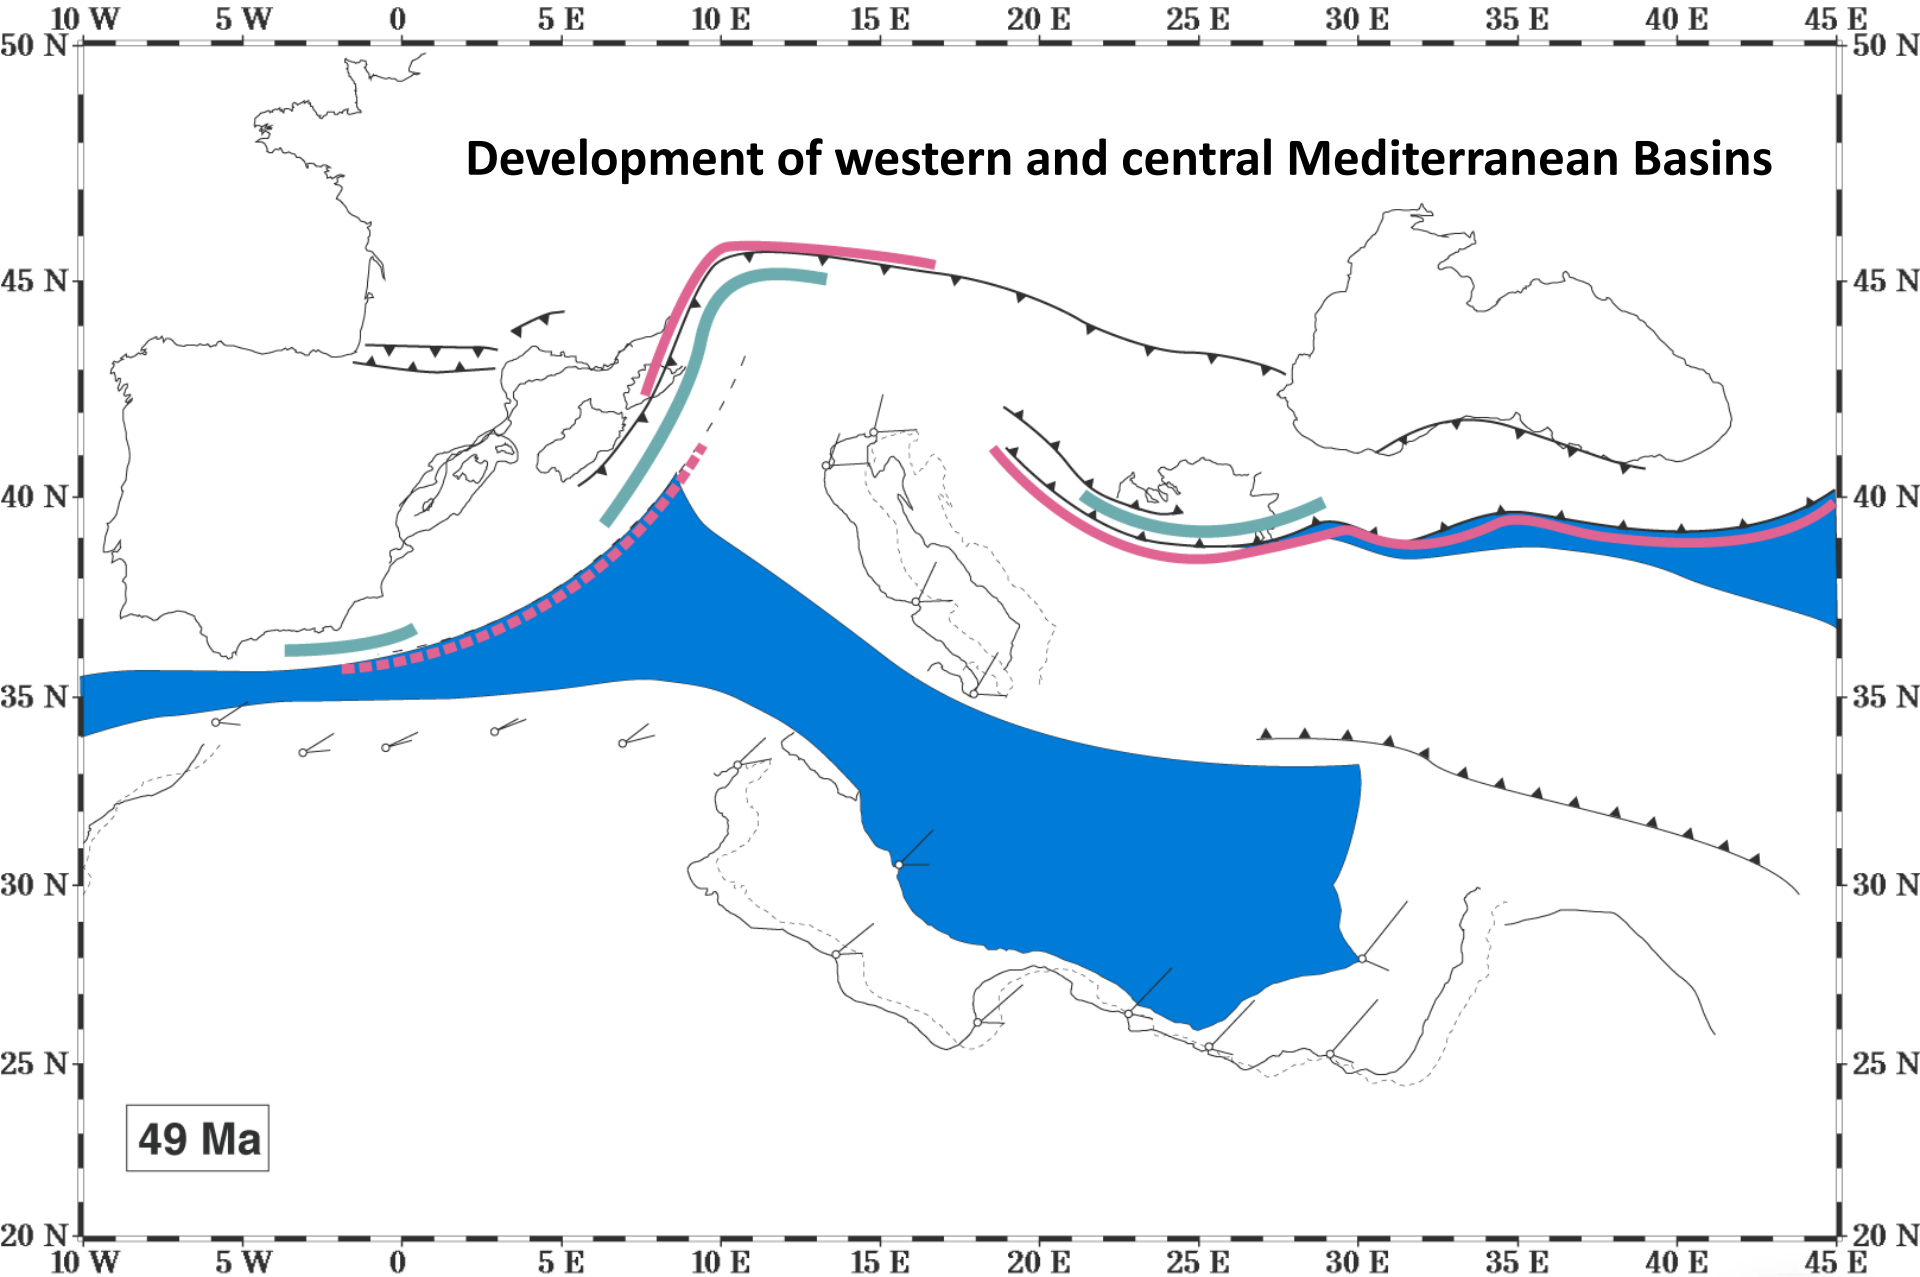 10 W 5 W 0 5 E 10 E 15 E 20 E 25 E 30 E 35 E 40 E 45 E
50 N 50 N
Development of western and central Mediterranean Basins
45 N 45 N
40 N 40 N
35 N 35 N
30 N 30 N
25 N 25 N
49 Ma
20 N 20 N
10 W 5 W 0 5 E 10 E 15 E 20 E 25 E 30 E 35 E 40 E 45 E